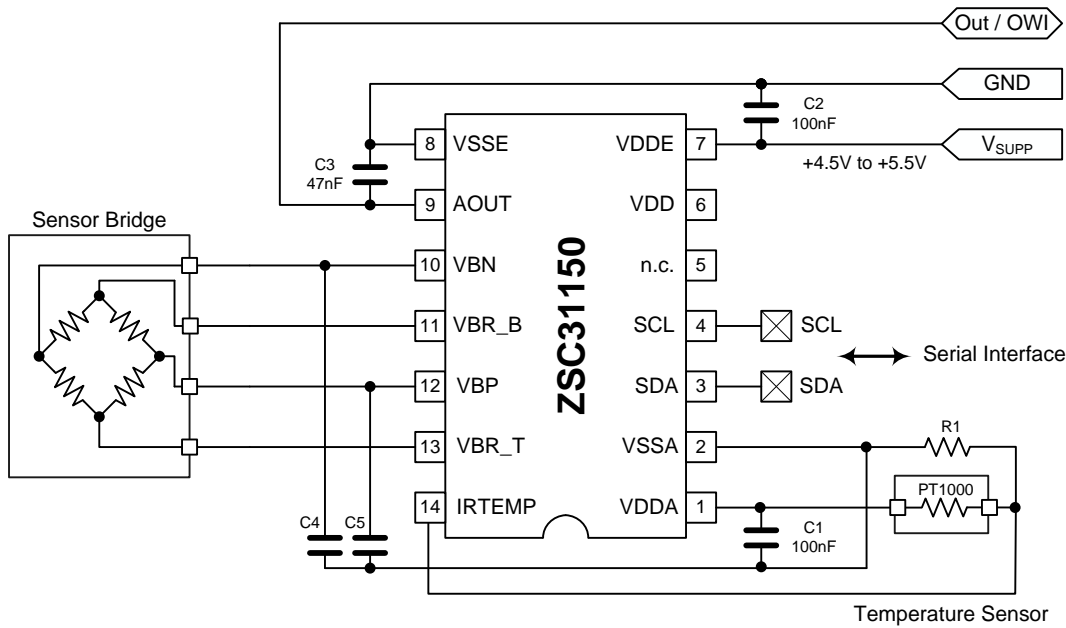 Out / OWI
GND
C2
100nF
V_SUPP
+4.5V to +5.5V
C3
47nF
Sensor Bridge
8 VSSE
9 AOUT
10 VBN
11 VBR_B
12 VBP
13 VBR_T
14 IRTEMP
ZSC31150
VDDE 7
VDD 6
n.c. 5
SCL 4
SDA 3
VSSA 2
VDDA 1
SCL
SDA
Serial Interface
R1
PT1000
C1
100nF
C4
C5
Temperature Sensor